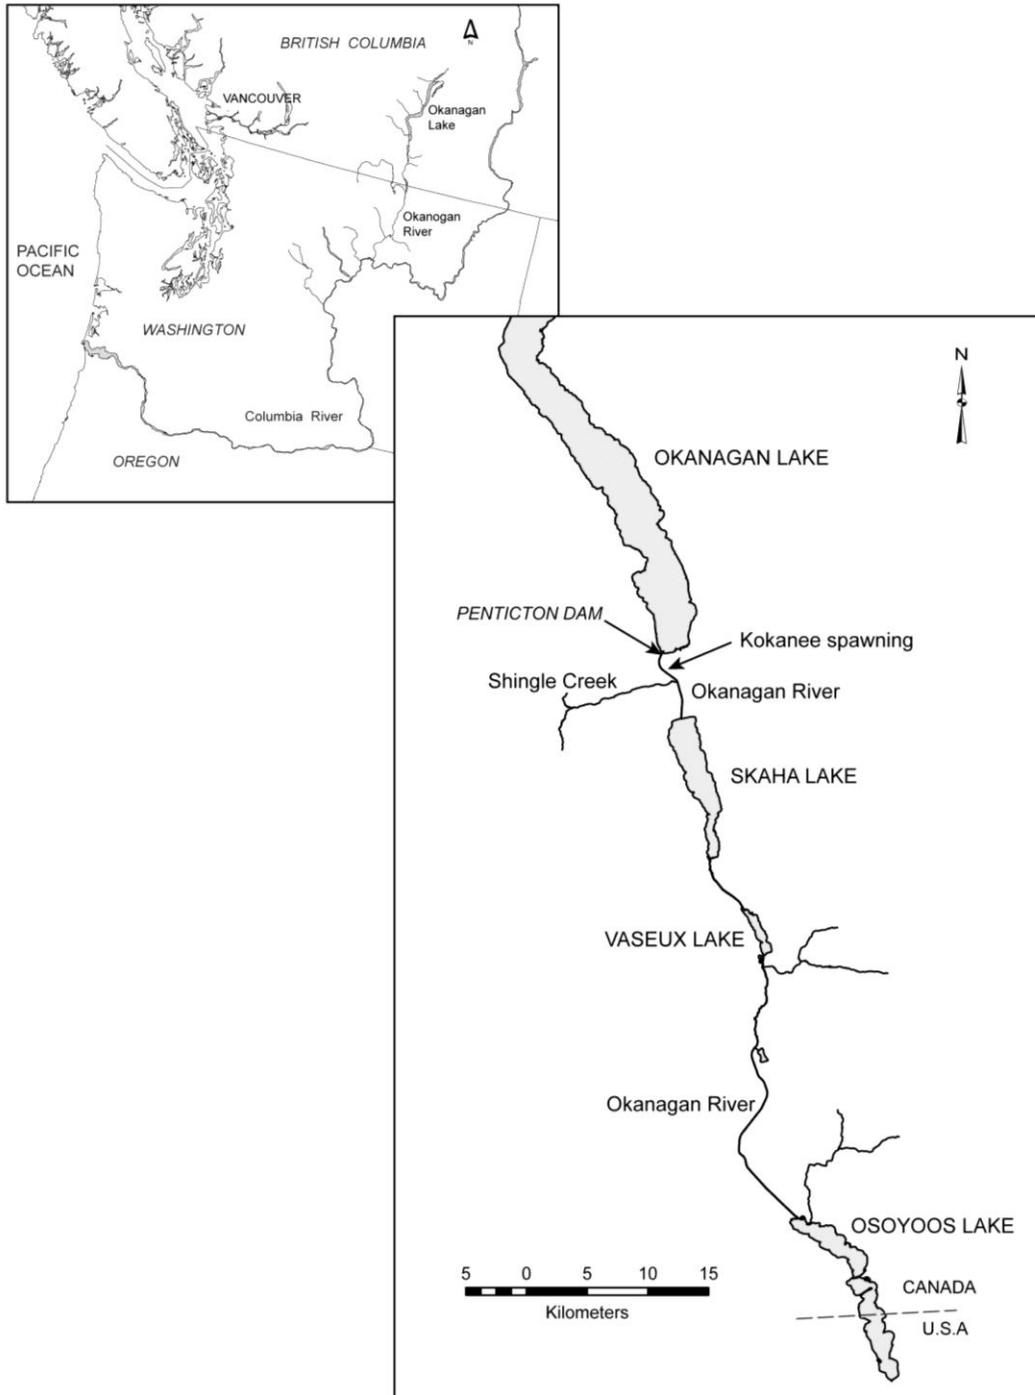 BRITISH COLUMBIA
N
VANCOUVER
Okanagan
Lake
Okanogan
River
PACIFIC
OCEAN
WASHINGTON
Columbia River
OREGON
N
OKANAGAN LAKE
PENTICTON DAM
Kokanee spawning
Shingle Creek
Okanagan River
SKAHA LAKE
VASEUX LAKE
Okanagan River
OSOYOOS LAKE
5 0 5 10 15
Kilometers
CANADA
U.S.A